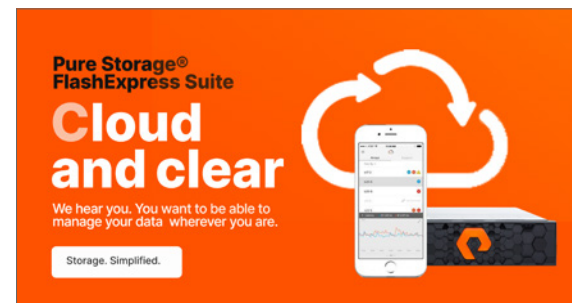 Pure Storage®
FlashExpress Suite
Cloud
and clear
We hear you. You want to be able to
manage your data wherever you are.
Storage. Simplified.